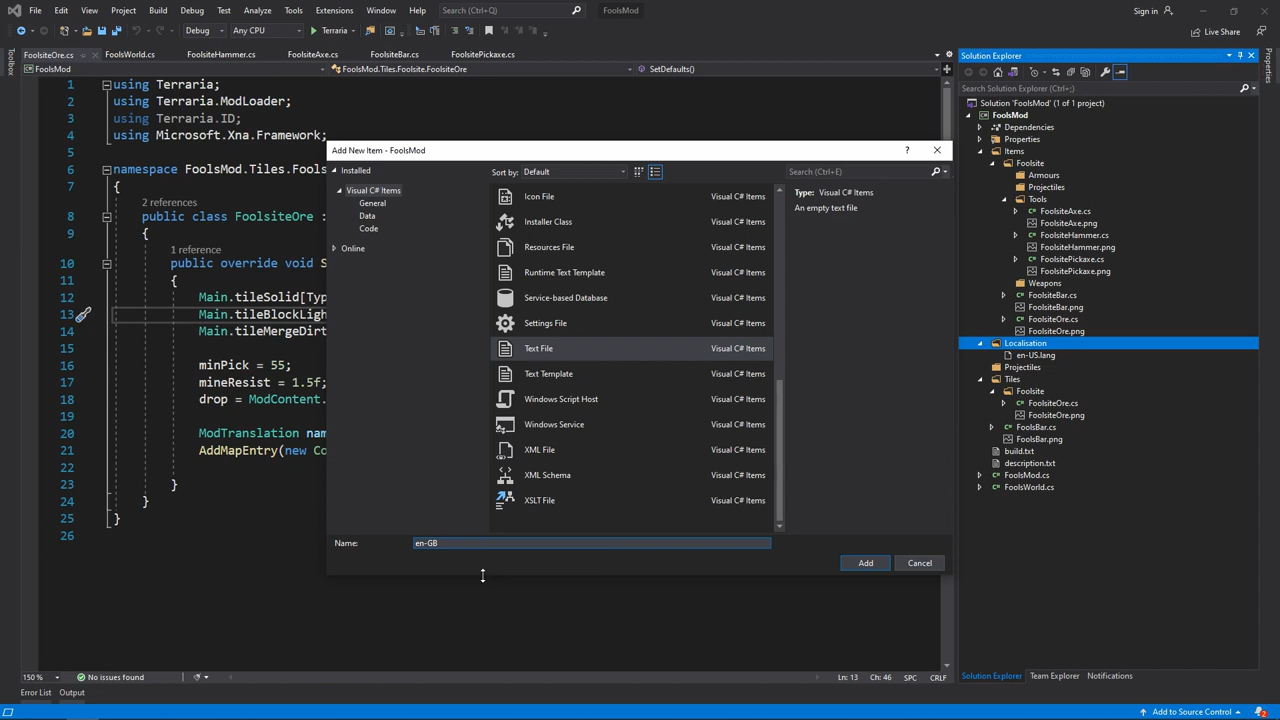 File Edit View Project Build Debug Test Analyze Tools Extensions Window Help Search (Ctrl+Q) FoolsMod Sign in
Debug Any CPU Terraria Live Share
FoolsiteOre.cs FoolsWorld.cs FoolsiteHammer.cs FoolsiteAxe.cs FoolsiteBar.cs FoolsitePickaxe.cs
FoolsMod FoolsMod.Tiles.Foolsite.FoolsiteOre SetDefaults()
Toolbox
1 using Terraria;
2 using Terraria.ModLoader;
3 using Terraria.ID;
4 using Microsoft.Xna.Framework;
5
6 namespace FoolsMod.Tiles.Fools
7 {
2 references
8 public class FoolsiteOre :
9 {
1 reference
10 public override void S
11 {
12 Main.tileSolid[Typ
13 Main.tileBlockLigh
14 Main.tileMergeDirt
15
16 minPick = 55;
17 mineResist = 1.5f;
18 drop = ModContent.
19
20 ModTranslation nam
21 AddMapEntry(new Co
22
23 }
24 }
25 }
26
Add New Item - FoolsMod
?
Installed
Visual C# Items
General
Data
Code
Online
Sort by: Default
Icon File Visual C# Items
Installer Class Visual C# Items
Resources File Visual C# Items
Runtime Text Template Visual C# Items
Service-based Database Visual C# Items
Settings File Visual C# Items
Text File Visual C# Items
Text Template Visual C# Items
Windows Script Host Visual C# Items
Windows Service Visual C# Items
XML File Visual C# Items
XML Schema Visual C# Items
XSLT File Visual C# Items
Search (Ctrl+E)
Type: Visual C# Items
An empty text file
Name: en-GB
Add Cancel
Solution Explorer
Search Solution Explorer (Ctrl+;)
Solution 'FoolsMod' (1 of 1 project)
FoolsMod
Dependencies
Properties
Items
Foolsite
Armours
Projectiles
Tools
FoolsiteAxe.cs
FoolsiteAxe.png
FoolsiteHammer.cs
FoolsiteHammer.png
FoolsitePickaxe.cs
FoolsitePickaxe.png
Weapons
FoolsiteBar.cs
FoolsiteBar.png
FoolsiteOre.cs
FoolsiteOre.png
Localisation
en-US.lang
Projectiles
Tiles
Foolsite
FoolsiteOre.cs
FoolsiteOre.png
FoolsBar.cs
FoolsBar.png
build.txt
description.txt
FoolsMod.cs
FoolsWorld.cs
Properties
Solution Explorer Team Explorer Notifications
150 % No issues found Ln: 13 Ch: 46 SPC CRLF
Error List Output
Add to Source Control 2